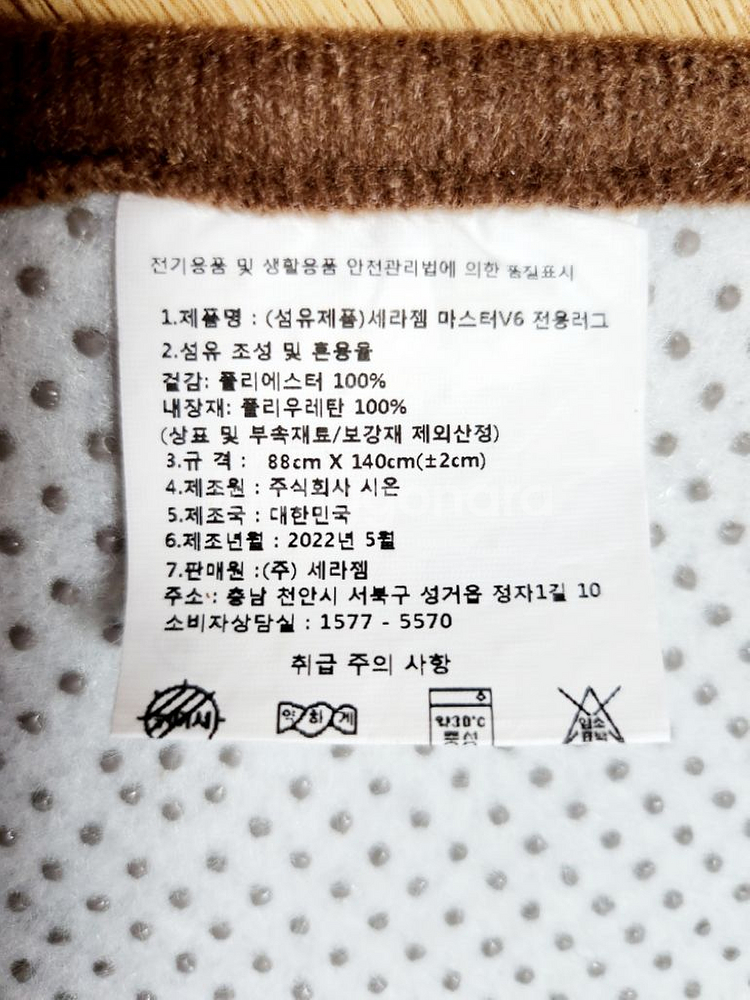 전기용품 및 생활용품 안전관리법에 의한 품질표시
1.제품명 : (섬유제품)세라젬 마스터V6 전용러그
2.섬유 조성 및 혼용율
겉감: 폴리에스터 100%
내장재: 폴리우레탄 100%
(상표 및 부속재료/보강재 제외산정)
3.규 격 : 88cm X 140cm(±2cm)
4.제조원 : 주식회사 시온
5.제조국 : 대한민국
6.제조년월 : 2022년 5월
7.판매원 :(주) 세라젬
주소 : 충남 천안시 서북구 성거읍 정자1길 10
소비자상담실 : 1577 - 5570
취급 주의 사항
약하게
약30℃
중성
염소
표백